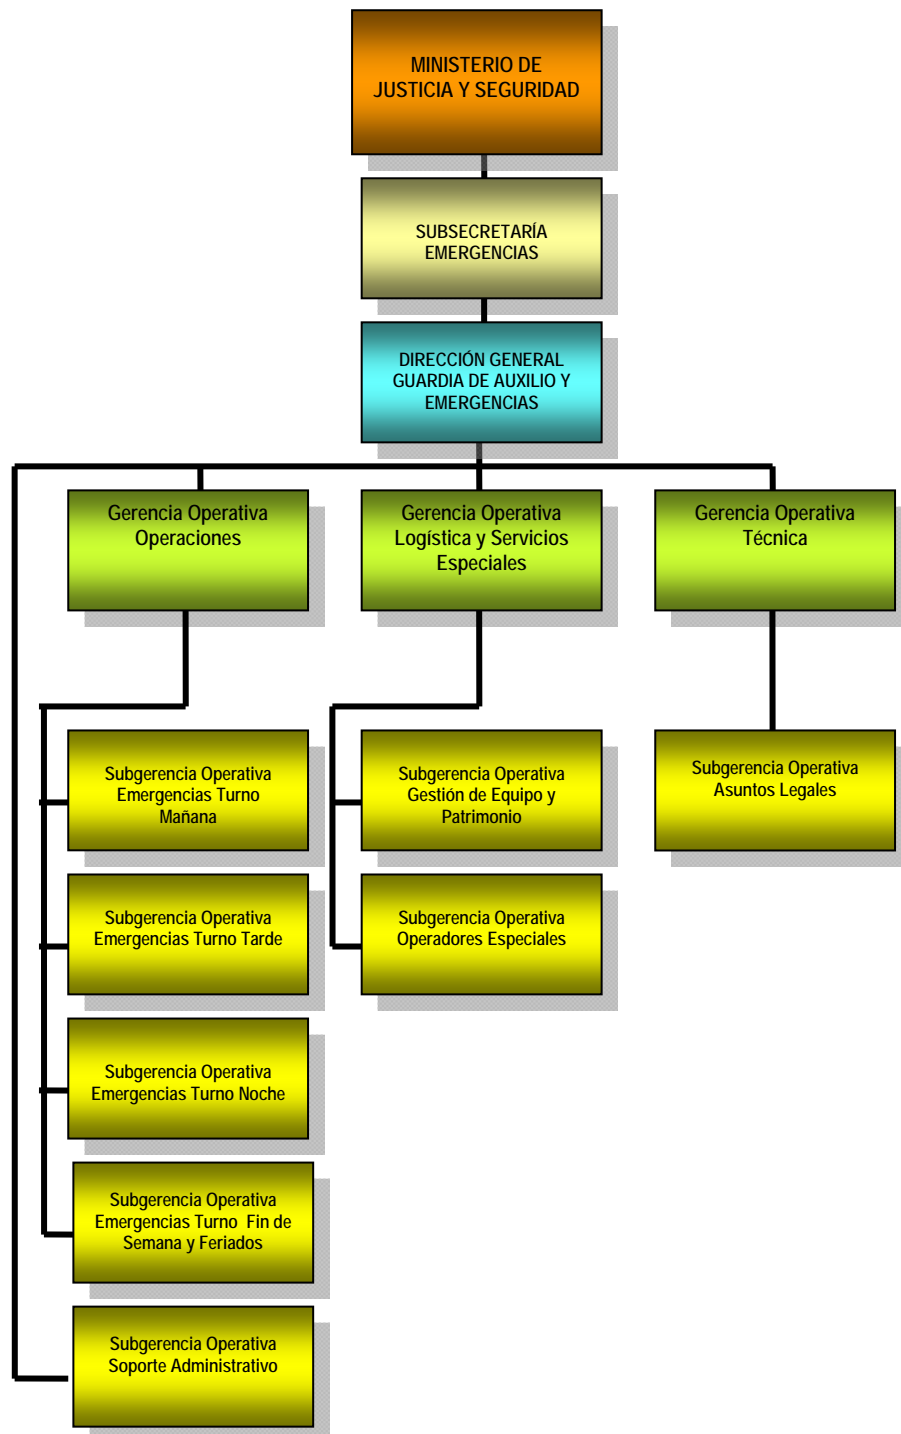 MINISTERIO DE
JUSTICIA Y SEGURIDAD
SUBSECRETARÍA
EMERGENCIAS
DIRECCIÓN GENERAL
GUARDIA DE AUXILIO Y
EMERGENCIAS
Gerencia Operativa
Operaciones
Gerencia Operativa
Logística y Servicios
Especiales
Gerencia Operativa
Técnica
Subgerencia Operativa
Emergencias Turno
Mañana
Subgerencia Operativa
Gestión de Equipo y
Patrimonio
Subgerencia Operativa
Asuntos Legales
Subgerencia Operativa
Emergencias Turno Tarde
Subgerencia Operativa
Operadores Especiales
Subgerencia Operativa
Emergencias Turno Noche
Subgerencia Operativa
Emergencias Turno  Fin de
Semana y Feriados
Subgerencia Operativa
Soporte Administrativo